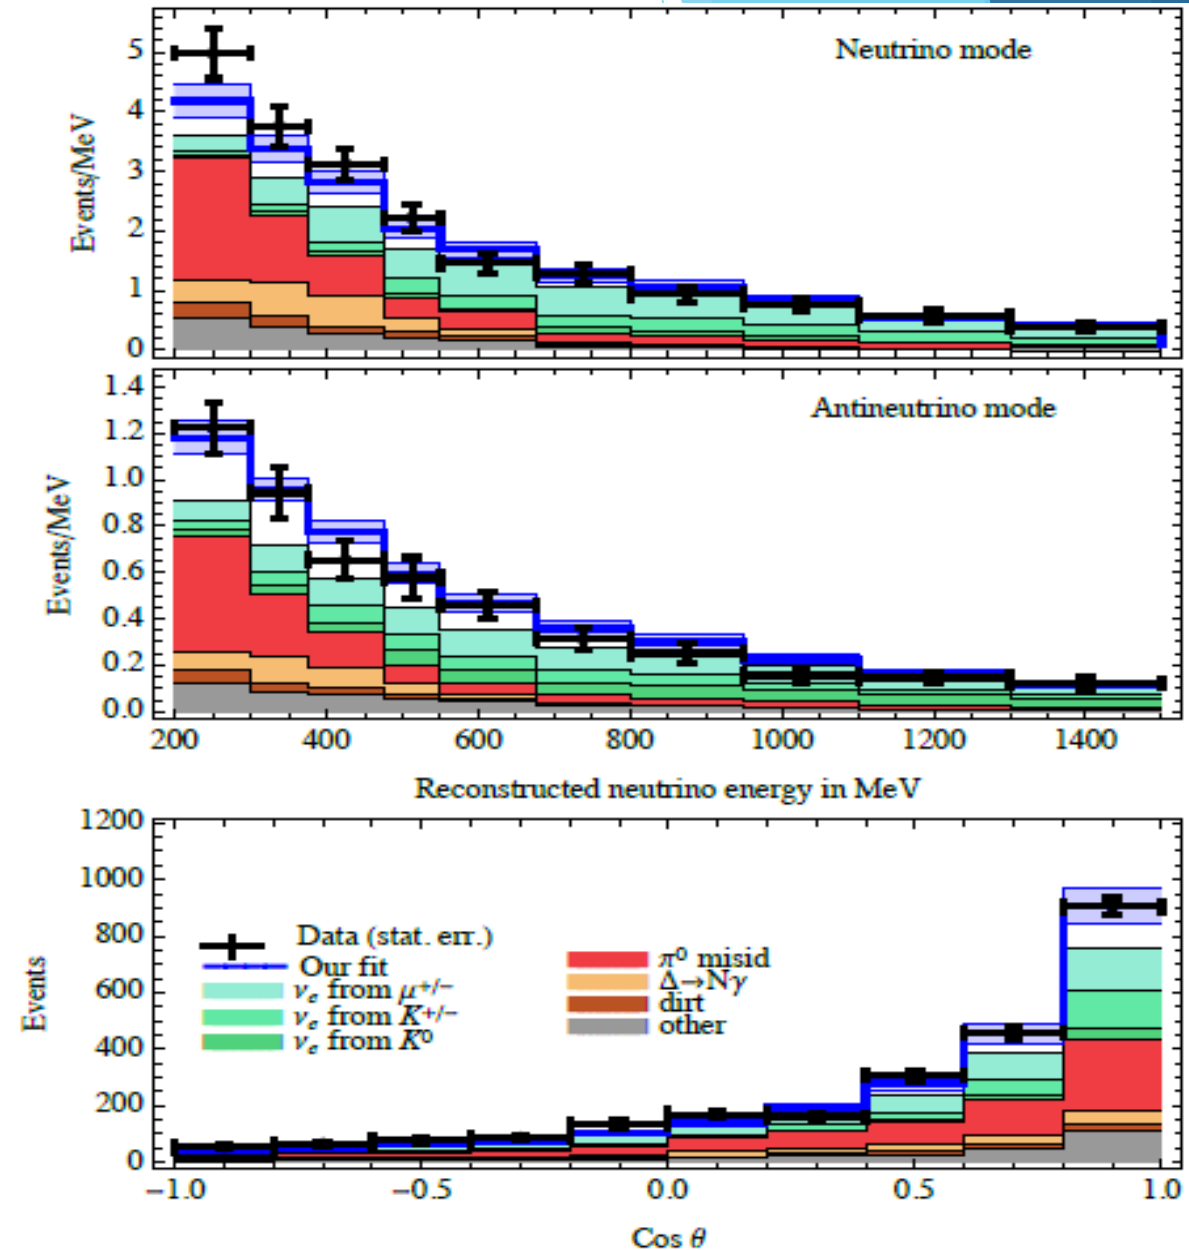 Neutrino mode
Events/MeV
5
4
3
2
1
0
Antineutrino mode
Events/MeV
1.4
1.2
1.0
0.8
0.6
0.4
0.2
0.0
200 400 600 800 1000 1200 1400
Reconstructed neutrino energy in MeV
Events
1200
1000
800
600
400
200
0
Data (stat. err.)
Our fit
νe from μ+/−
νe from K+/−
νe from K0
π0 misid
Δ→Nγ
dirt
other
−1.0 −0.5 0.0 0.5 1.0
Cos θ